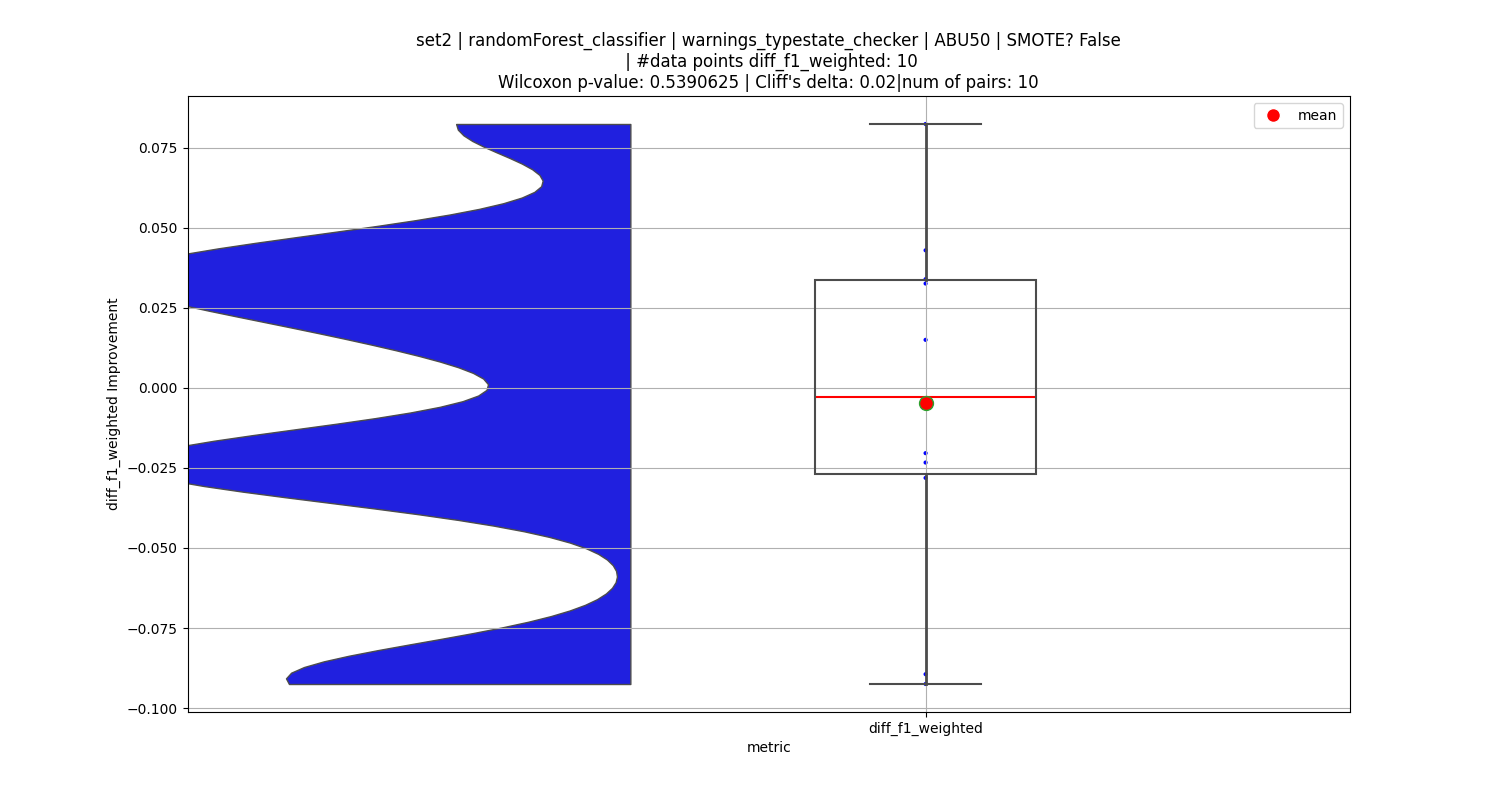 set2 | randomForest_classifier | warnings_typestate_checker | ABU50 | SMOTE? False
| #data points diff_f1_weighted: 10
Wilcoxon p-value: 0.5390625 | Cliff's delta: 0.02|num of pairs: 10
mean
0.075
0.050
0.025
0.000
−0.025
−0.050
−0.075
−0.100
diff_f1_weighted Improvement
diff_f1_weighted
metric